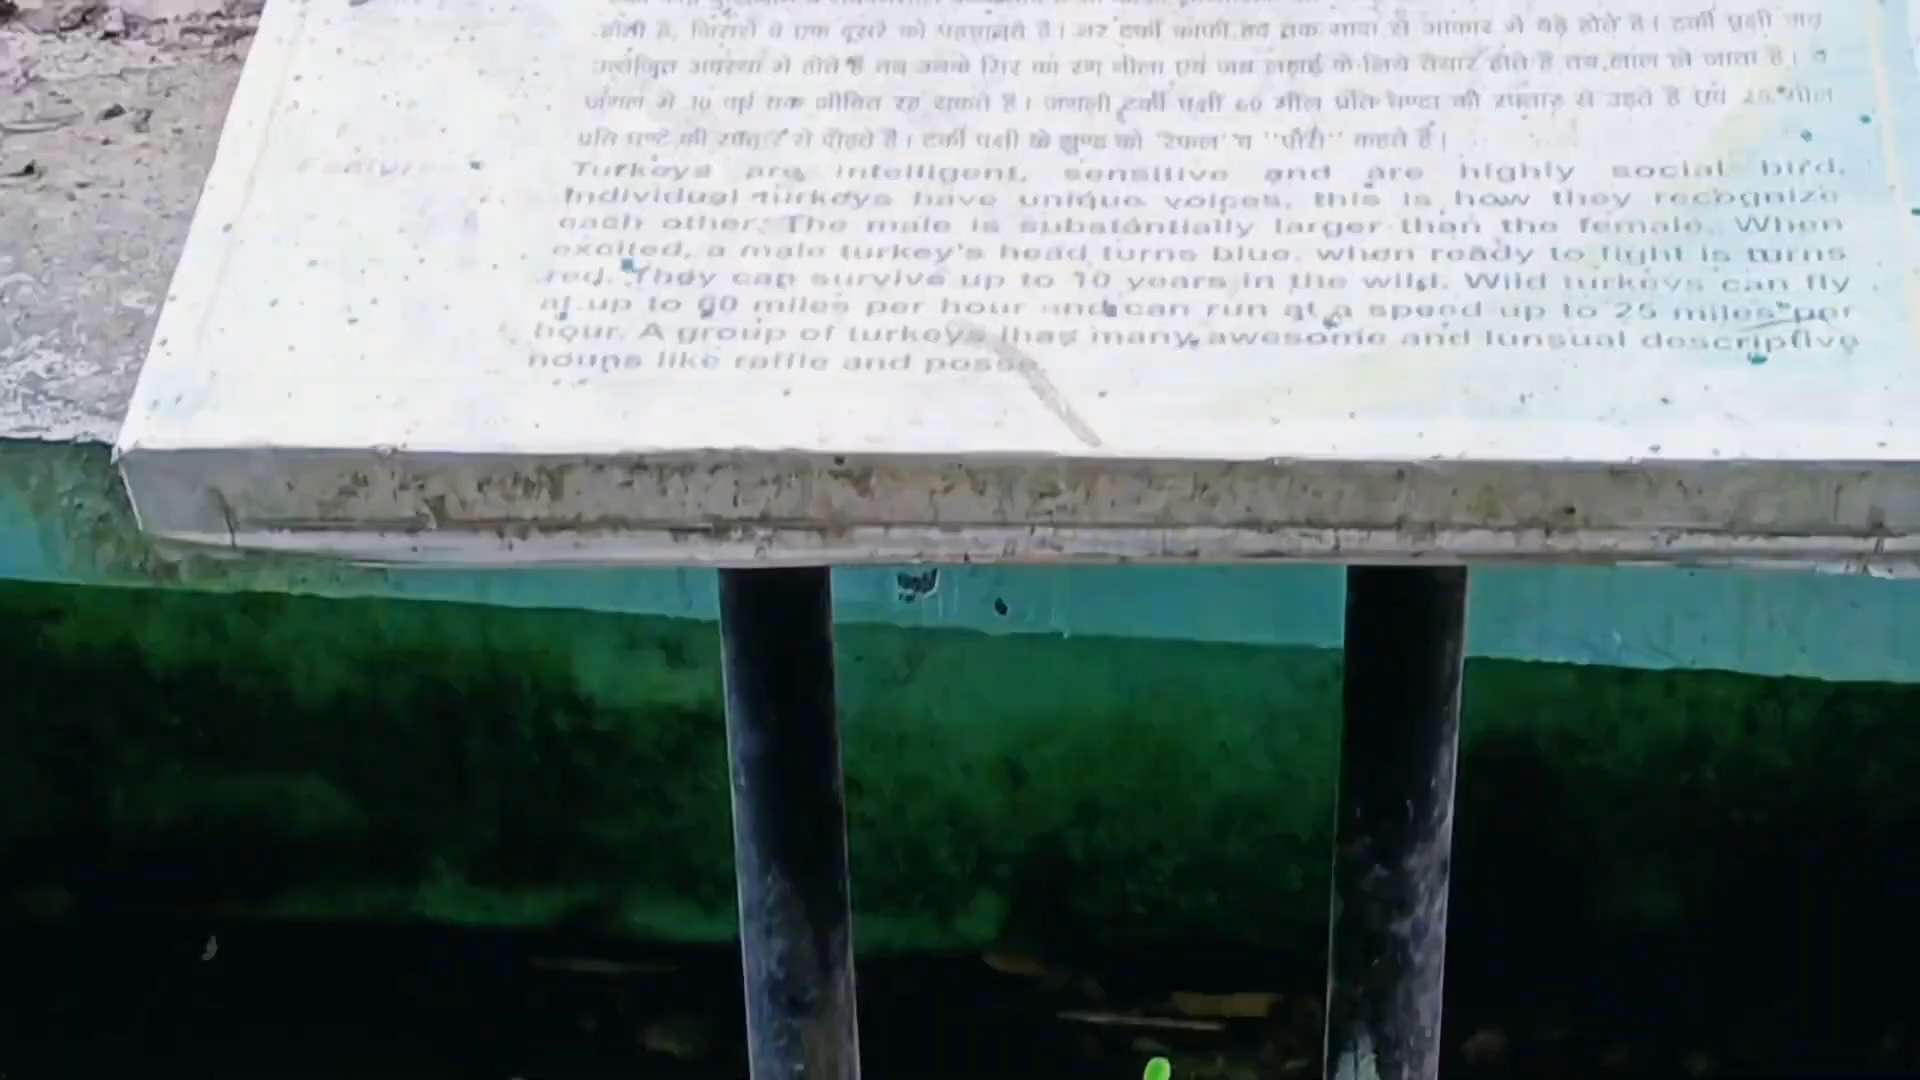 होती है, जिससे वे एक दूसरे को पहचानते है। नर टर्की काफी हद तक मादा से आकार में बड़े होते है। टर्की पक्षी जब
उत्तेजित अवस्था में होते है तब उनके सिर का रंग नीला एवं जब लड़ाई के लिये तैयार होते है तब लाल हो जाता है। व
जंगल में 10 वर्ष तक जीवित रह सकते है। जंगली टर्की पक्षी 60 मील प्रति घण्टा की रफ्तार से उड़ते है एवं 25 मील
प्रति घण्टे की रफ्तार से दौड़ते है। टर्की पक्षी के झुण्ड को "रेफल" व "पौसी" कहते है।
Features
Turkeys are intelligent, sensitive and are highly social bird.
Individual turkeys have unique voices, this is how they recognize
each other. The male is substantially larger than the female. When
excited, a male turkey's head turns blue, when ready to fight is turns
red. They can survive up to 10 years in the wild. Wild turkeys can fly
at up to 60 miles per hour and can run at a speed up to 25 miles per
hour. A group of turkeys has many awesome and Iunsual descriptive
nouns like raffle and posse.